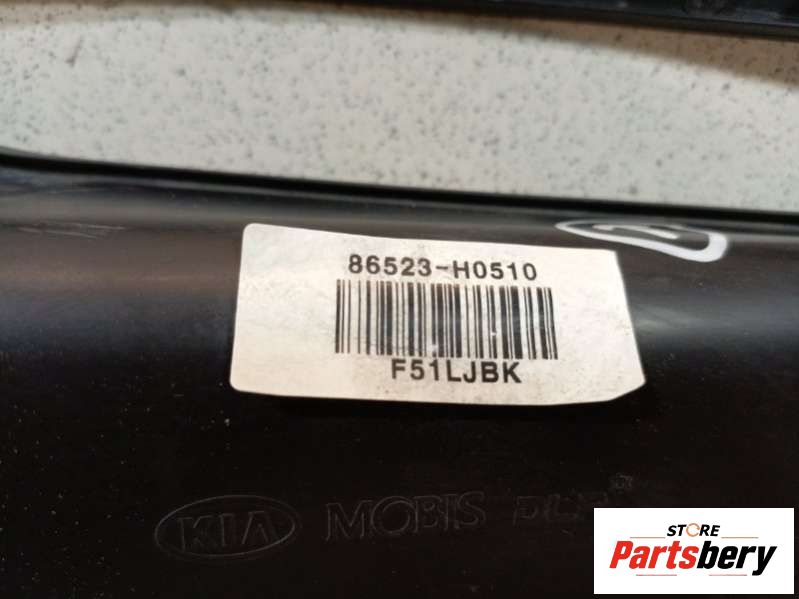 86523-H0510
F51LJBK
KIA MOBIS
STORE
Partsbery